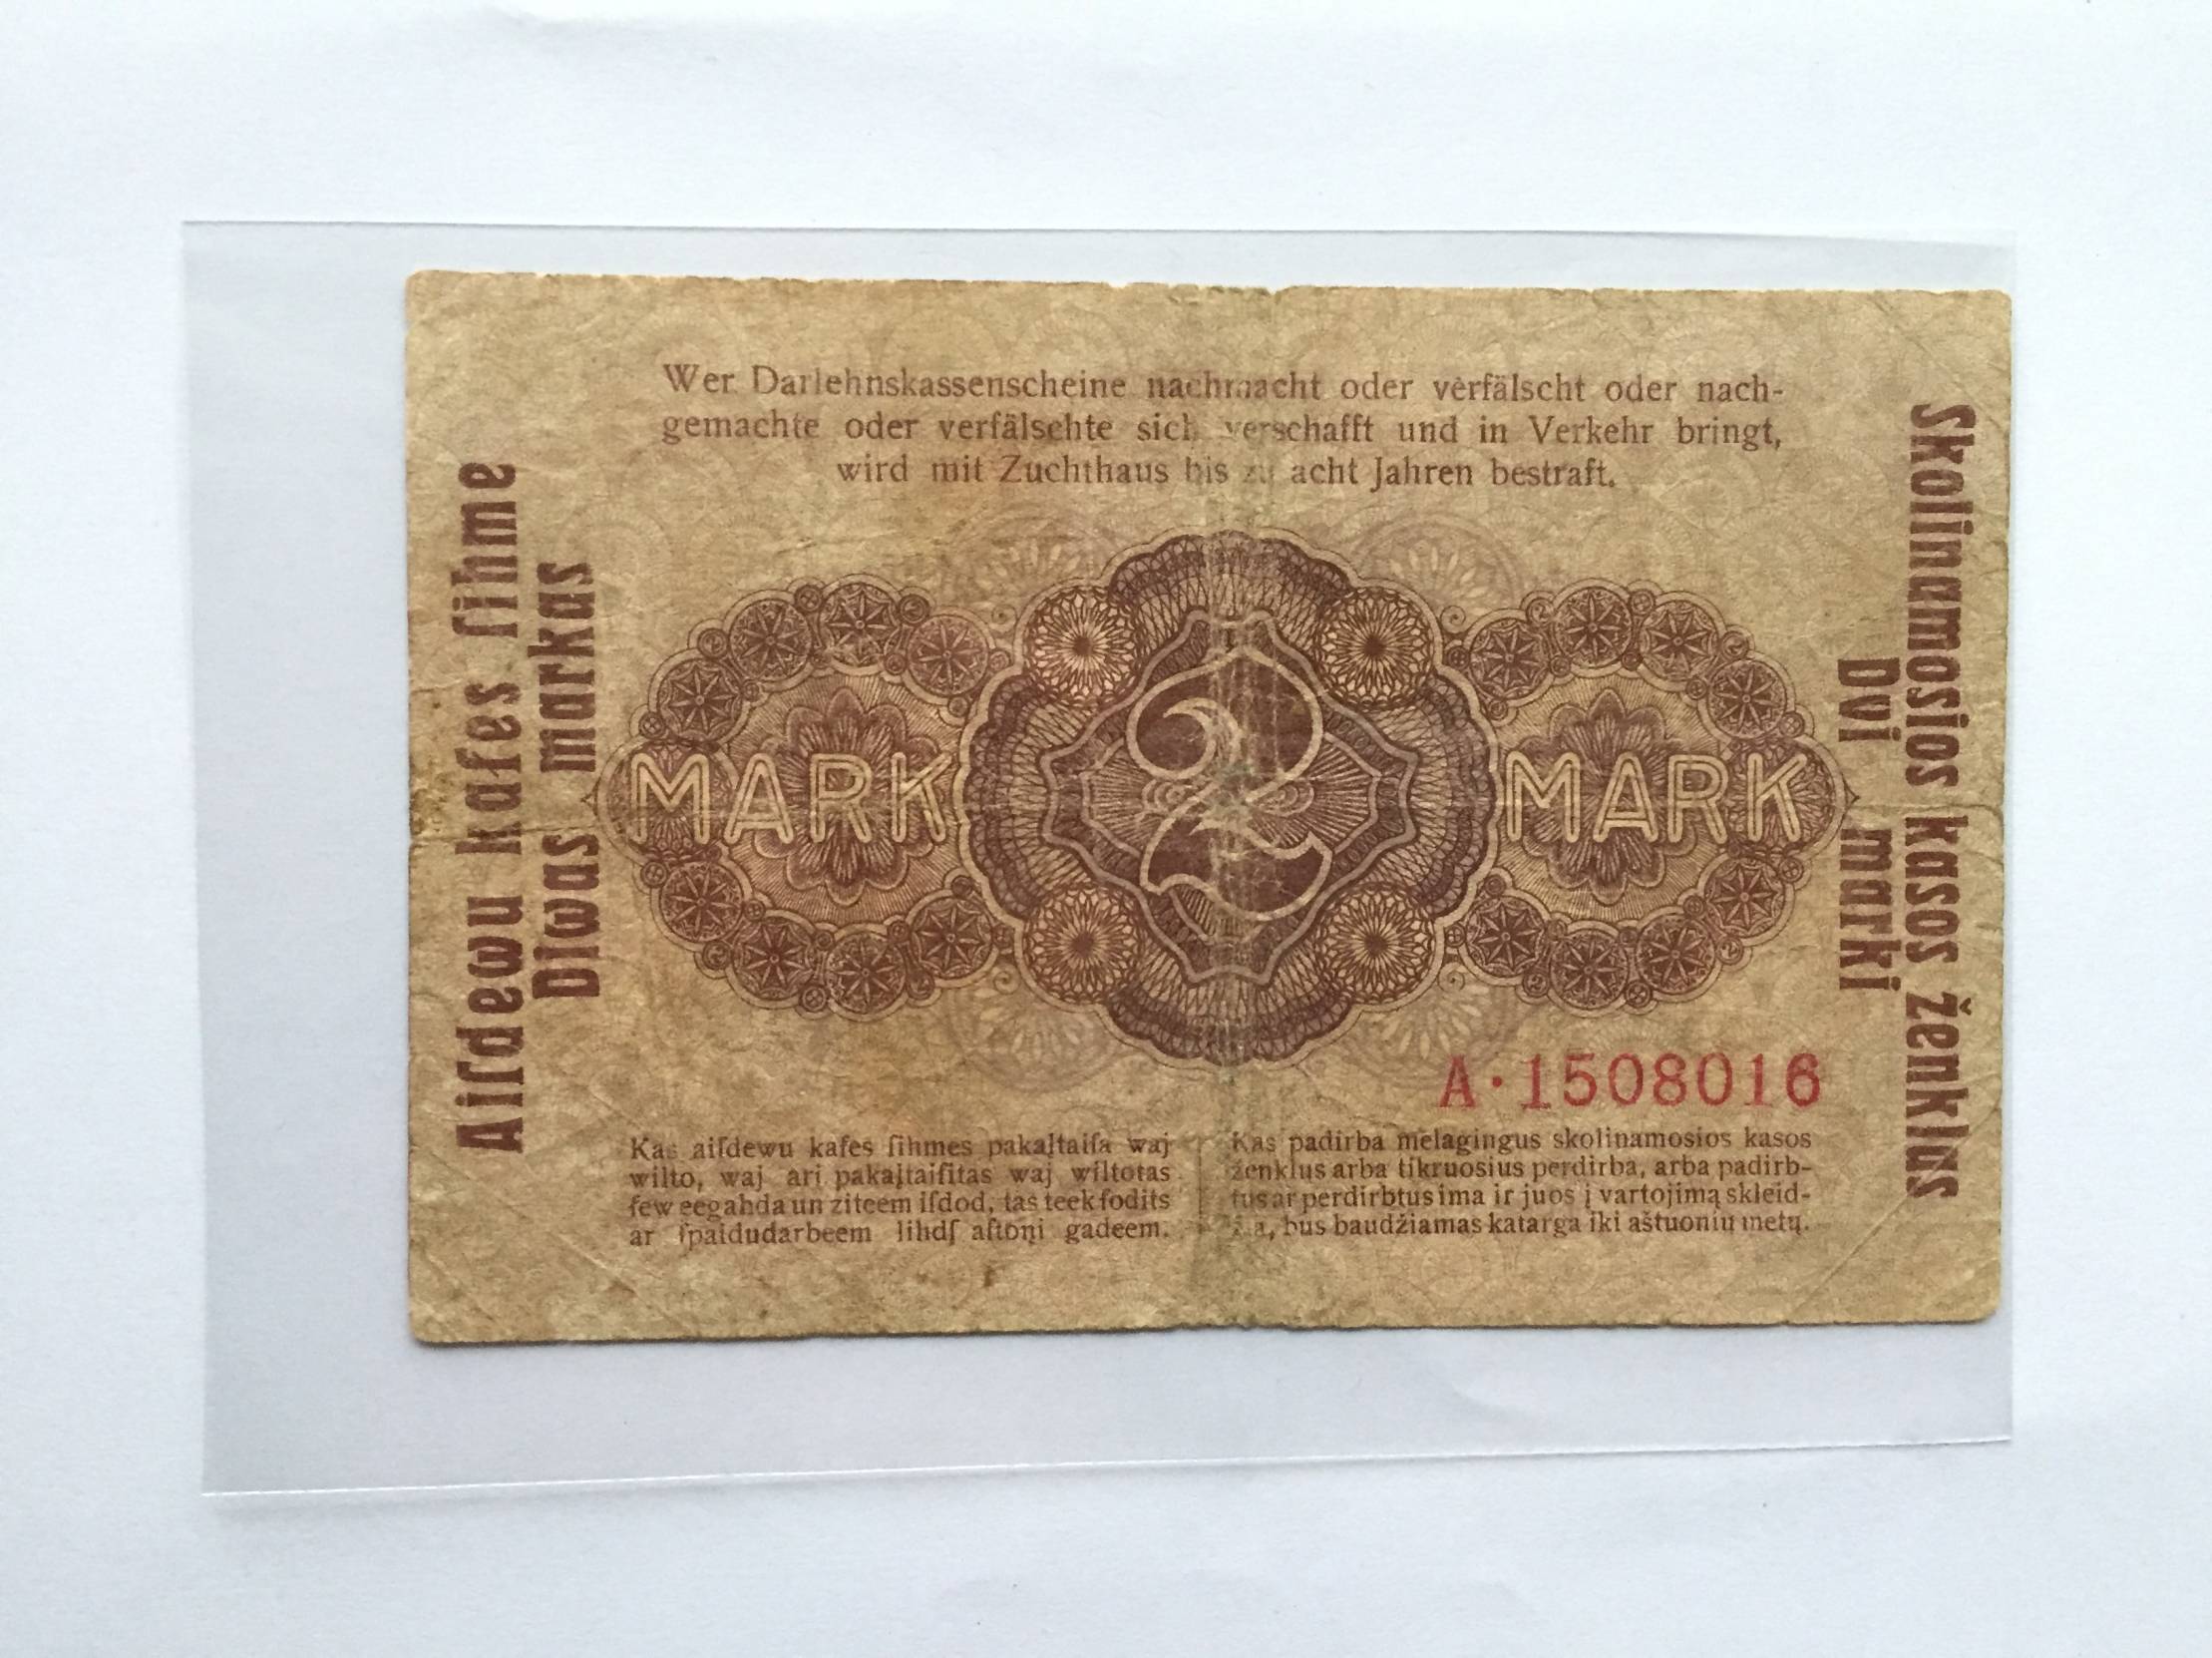 Wer Darlehnskassenscheine nachmacht oder verfälscht oder nach-
gemachte oder verfälschte sich verschafft und in Verkehr bringt,
wird mit Zuchthaus bis zu acht Jahren bestraft.
Aiſdewu kaſes ſihme
Diwas markas
MARK 2 MARK
Skolinamosios kasos ženklas
Dvi marki
A·1508016
Kas aiſdewu kaſes ſihmes pakaļtaiſa waj
wilto, waj ari pakaļtaiſitas waj wiltotas
ſew eegahda un ziteem iſdod, tas teek ſodits
ar ſpaidudarbeem lihdſ aſtoņi gadeem.
Kas padirba melagingus skolinamosios kasos
ženklus arba tikruosius perdirba, arba padirb-
tus ar perdirbtus ima ir juos į vartojimą skleid-
žia, bus baudžiamas katarga iki aštuonių metų.